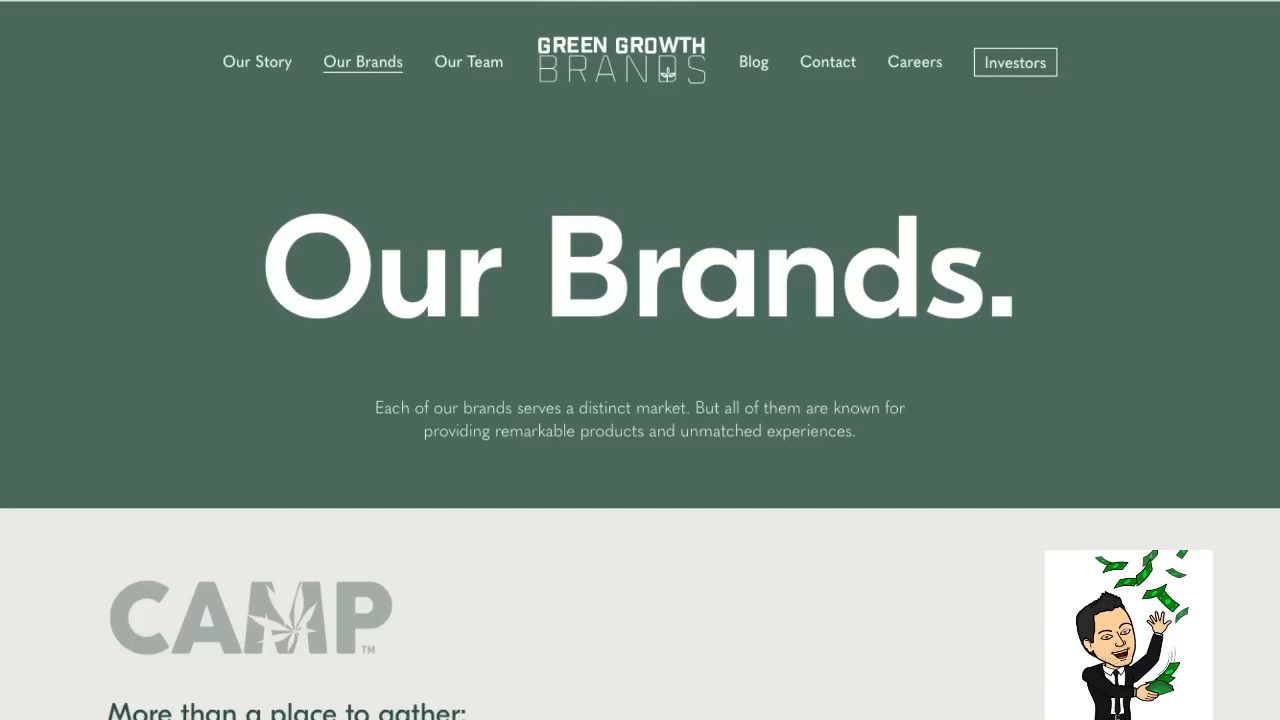 Our Story Our Brands Our Team GREEN GROWTH BRANDS Blog Contact Careers Investors
Our Brands.
Each of our brands serves a distinct market. But all of them are known for
providing remarkable products and unmatched experiences.
CAMP™
More than a place to gather: